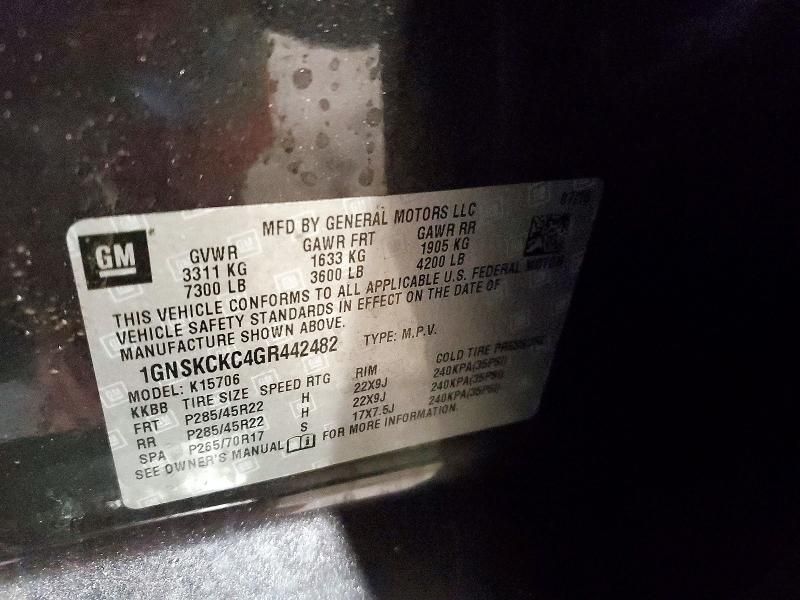 GM
MFD BY GENERAL MOTORS LLC
GVWR GAWR FRT GAWR RR
3311 KG 1633 KG 1905 KG
7300 LB 3600 LB 4200 LB
THIS VEHICLE CONFORMS TO ALL APPLICABLE U.S. FEDERAL MOTOR
VEHICLE SAFETY STANDARDS IN EFFECT ON THE DATE OF
MANUFACTURE SHOWN ABOVE.
1GNSKCKC4GR442482 TYPE: M.P.V.
MODEL: K15706
KKBB TIRE SIZE SPEED RTG RIM COLD TIRE PRESSURE
FRT P285/45R22 H 22X9J 240KPA(35PSI)
RR P285/45R22 H 22X9J 240KPA(35PSI)
SPA P265/70R17 S 17X7.5J 240KPA(35PSI)
SEE OWNER'S MANUAL FOR MORE INFORMATION.